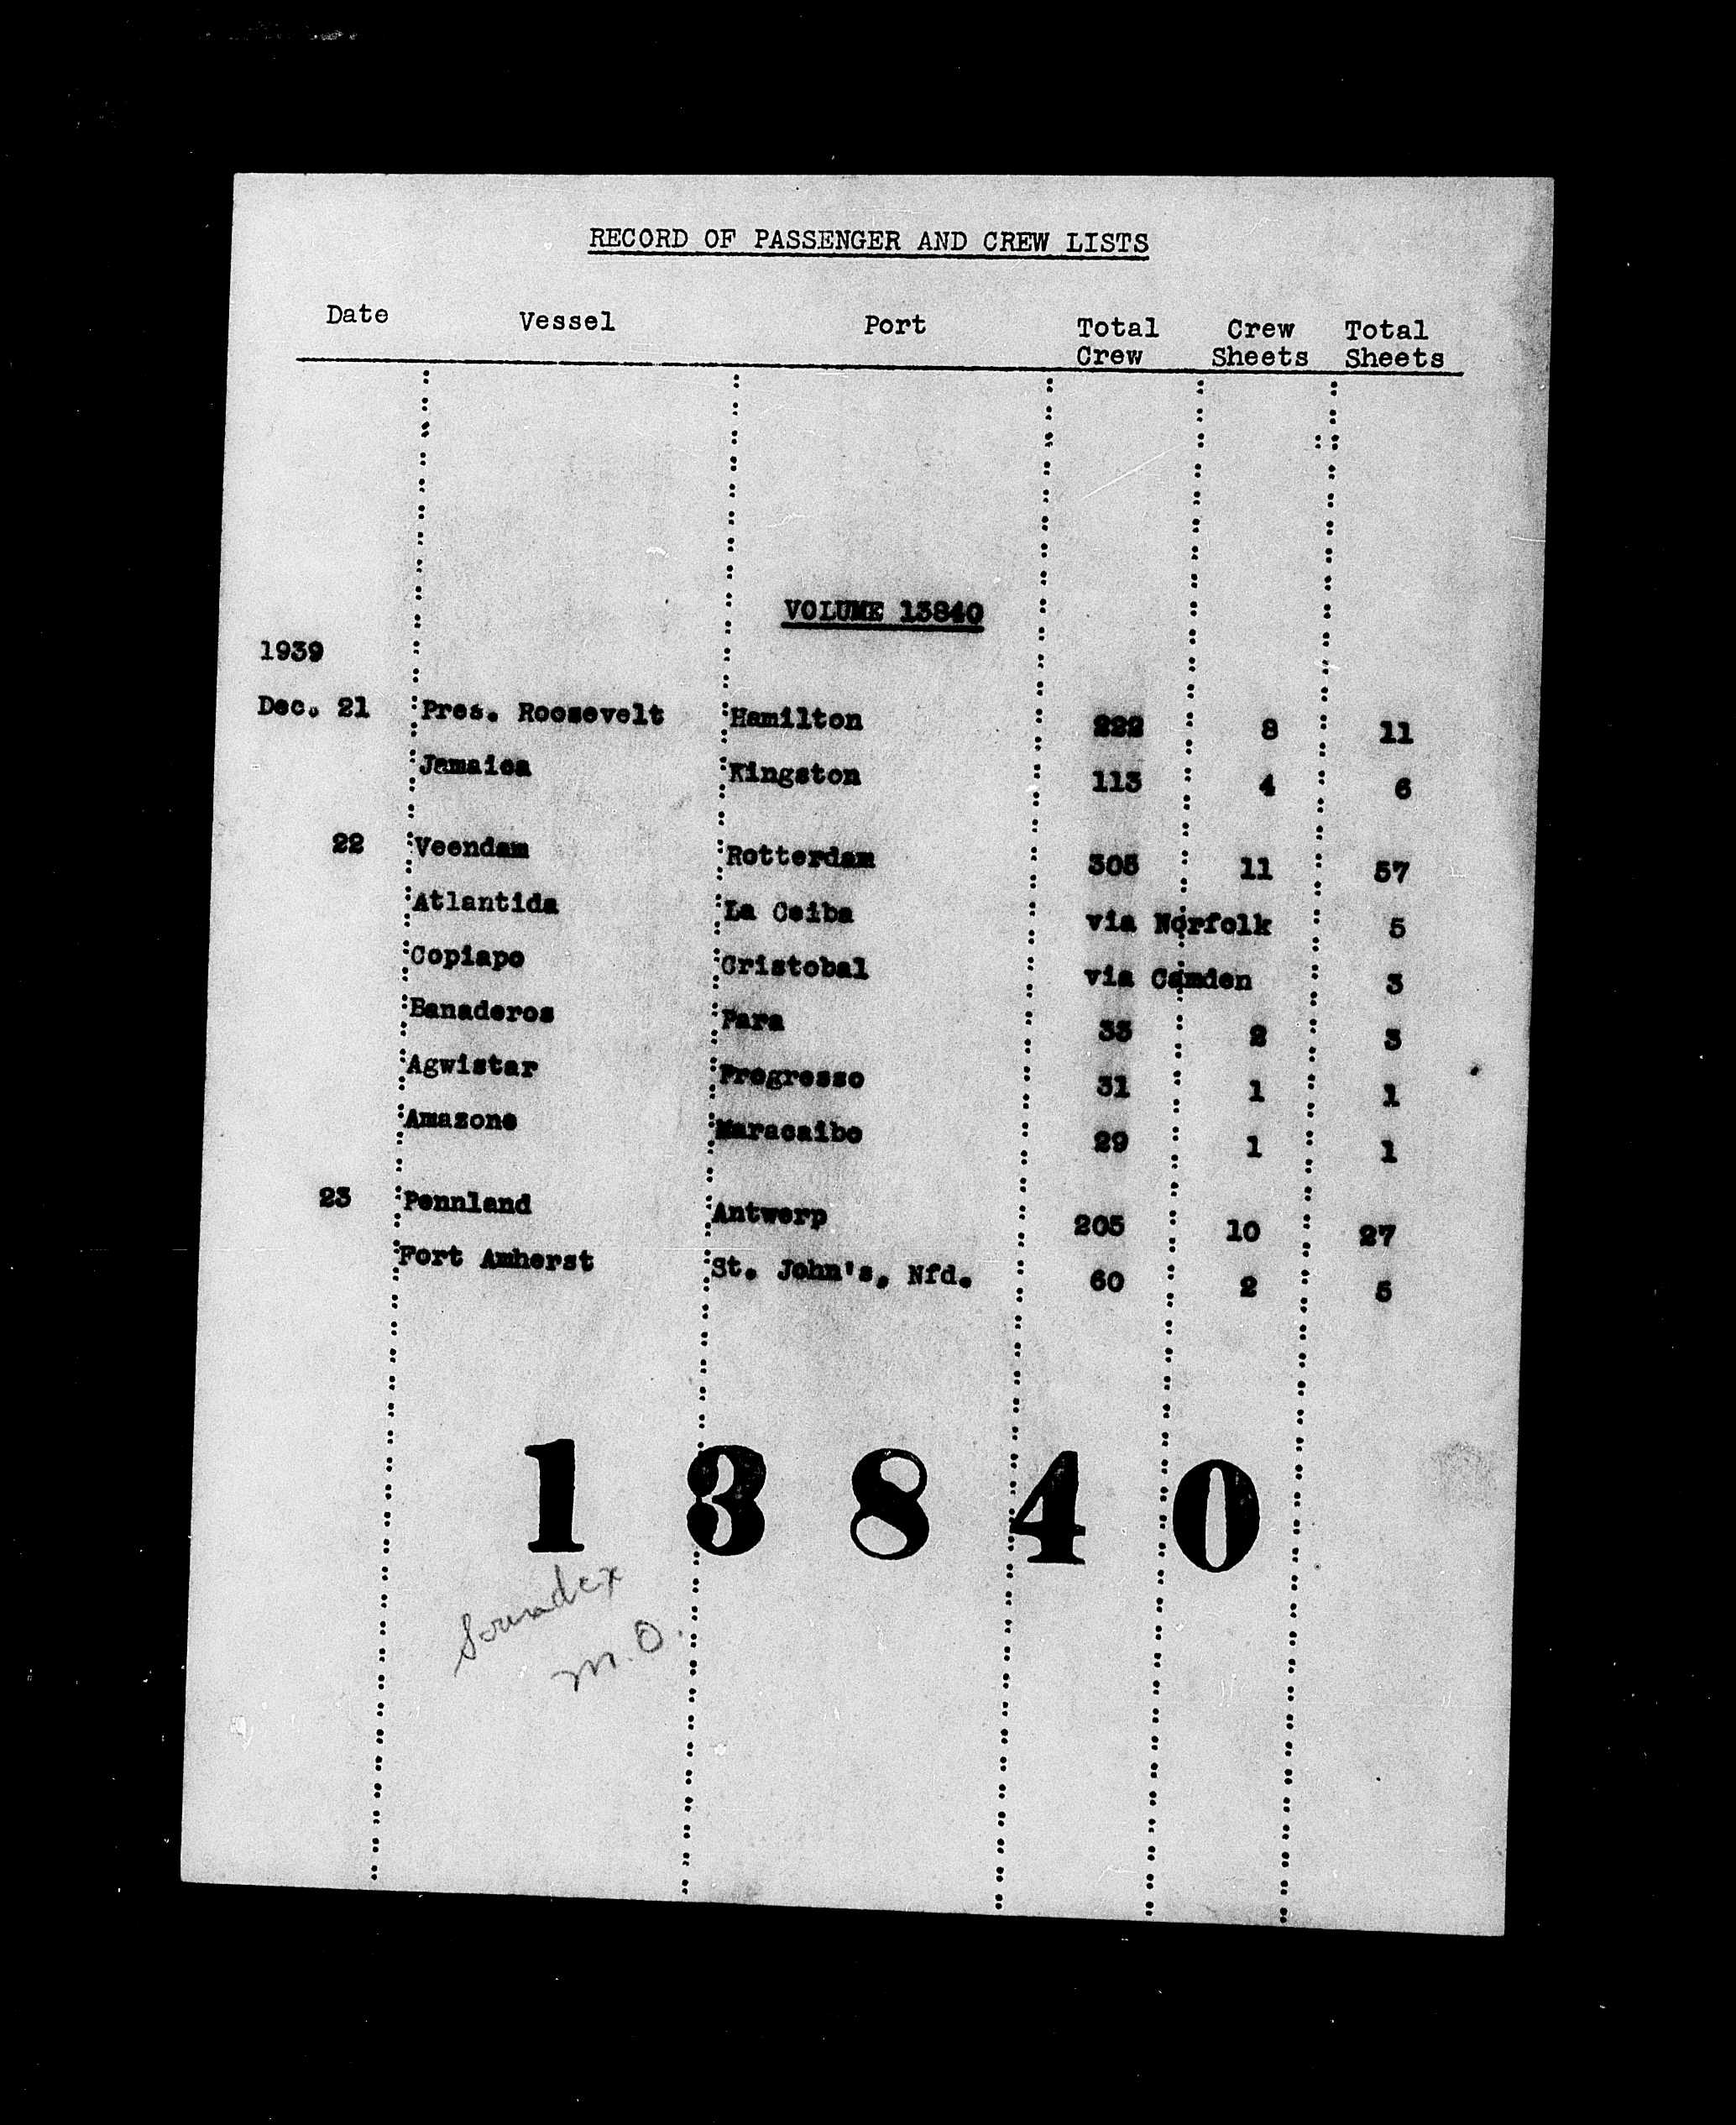 RECORD OF PASSENGER AND CREW LISTS
Date Vessel Port Total Crew Crew Sheets Total Sheets
VOLUME 13840
1939
Dec. 21 Pres. Roosevelt Hamilton 222 8 11
Jamaica Kingston 113 4 6
22 Veendam Rotterdam 305 11 57
Atlantida La Ceiba via Norfolk 5
Copiapo Cristobal via Camden 3
Banaderos Para 33 2 3
Agwistar Progresso 31 1 1
Amazone Maracaibo 29 1 1
23 Pennland Antwerp 205 10 27
Fort Amherst St. John's, Nfd. 60 2 5
13840
Soundex
M.O.